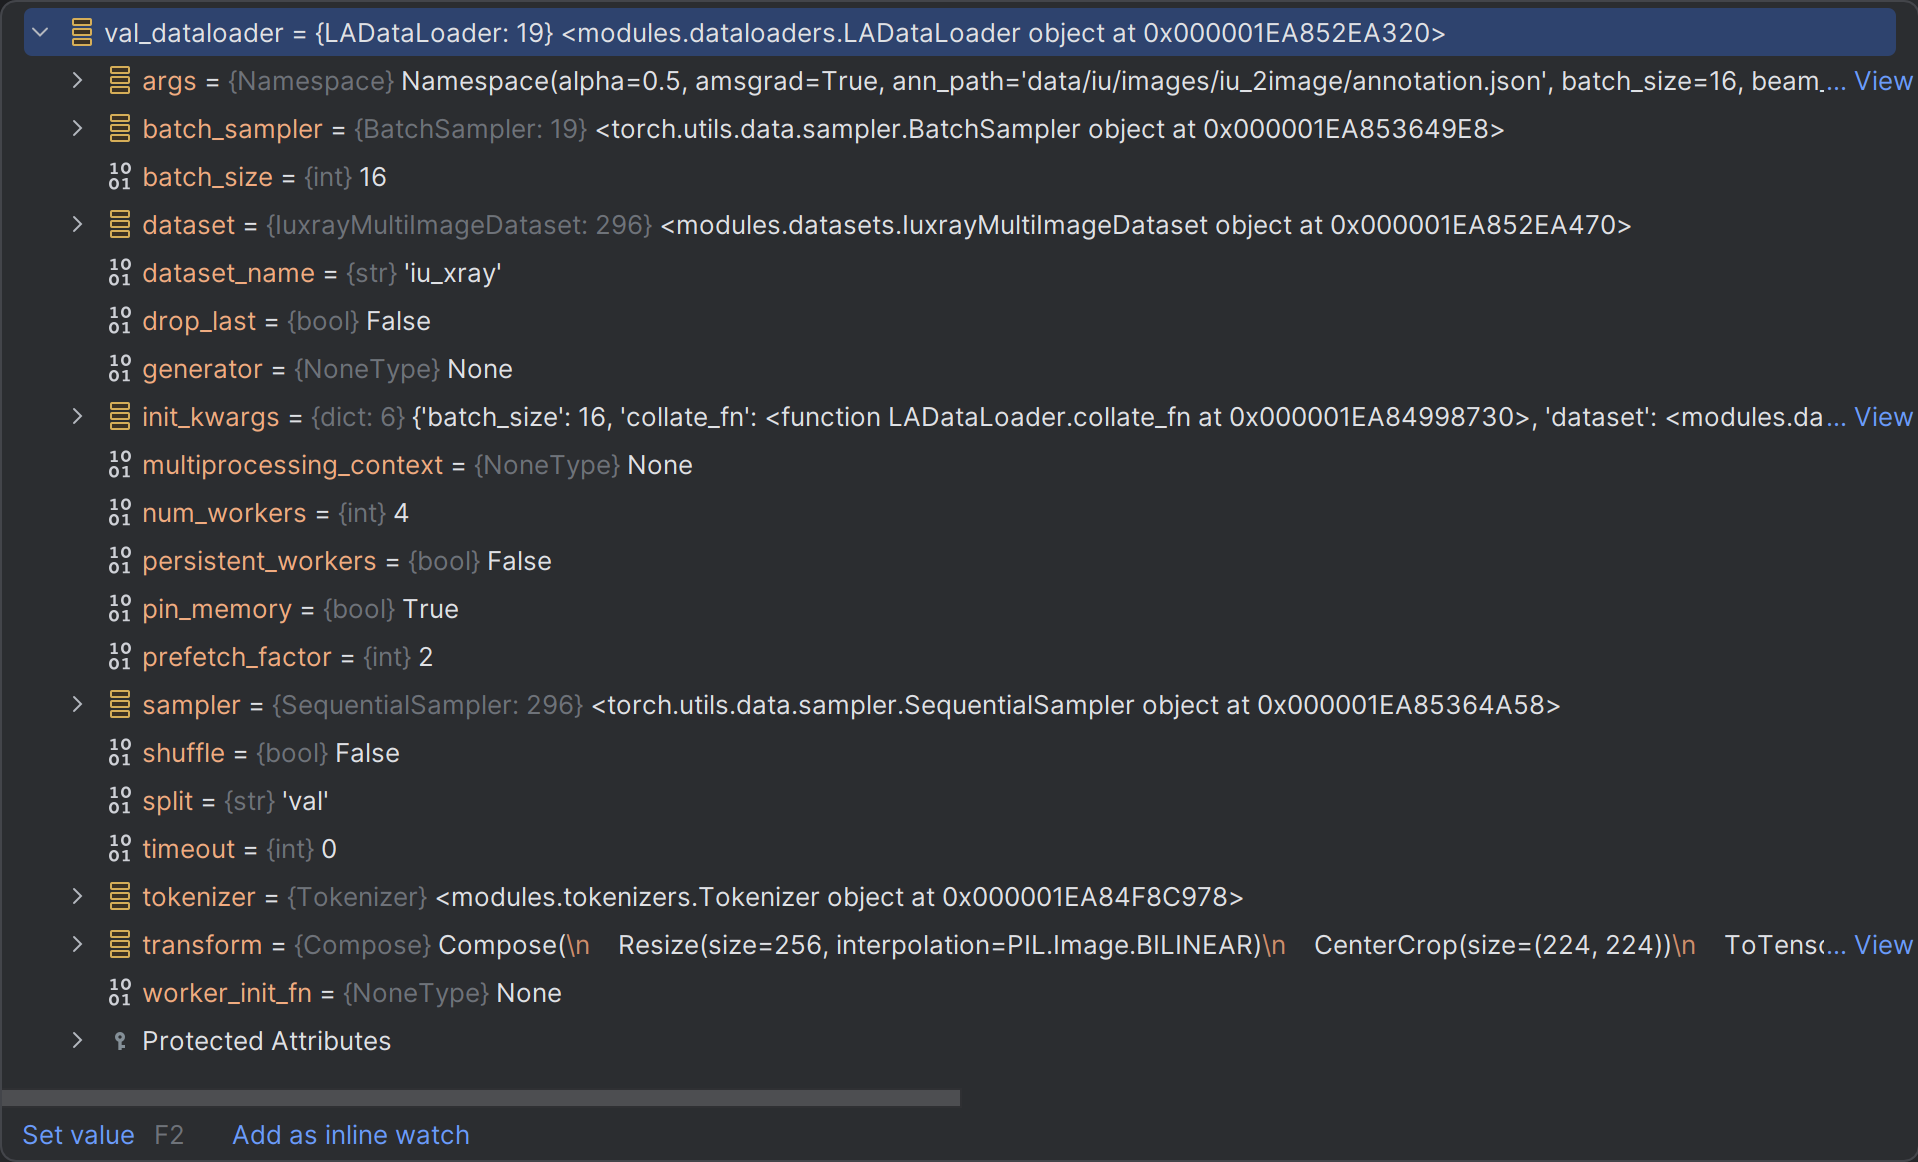 val_dataloader = {LADataLoader: 19} <modules.dataloaders.LADataLoader object at 0x000001EA852EA320>
args = {Namespace} Namespace(alpha=0.5, amsgrad=True, ann_path='data/iu/images/iu_2image/annotation.json', batch_size=16, beam_... View
batch_sampler = {BatchSampler: 19} <torch.utils.data.sampler.BatchSampler object at 0x000001EA853649E8>
batch_size = {int} 16
dataset = {IuxrayMultiImageDataset: 296} <modules.datasets.IuxrayMultiImageDataset object at 0x000001EA852EA470>
dataset_name = {str} 'iu_xray'
drop_last = {bool} False
generator = {NoneType} None
init_kwargs = {dict: 6} {'batch_size': 16, 'collate_fn': <function LADataLoader.collate_fn at 0x000001EA84998730>, 'dataset': <modules.da... View
multiprocessing_context = {NoneType} None
num_workers = {int} 4
persistent_workers = {bool} False
pin_memory = {bool} True
prefetch_factor = {int} 2
sampler = {SequentialSampler: 296} <torch.utils.data.sampler.SequentialSampler object at 0x000001EA85364A58>
shuffle = {bool} False
split = {str} 'val'
timeout = {int} 0
tokenizer = {Tokenizer} <modules.tokenizers.Tokenizer object at 0x000001EA84F8C978>
transform = {Compose} Compose(\n    Resize(size=256, interpolation=PIL.Image.BILINEAR)\n    CenterCrop(size=(224, 224))\n    ToTens... View
worker_init_fn = {NoneType} None
Protected Attributes
Set value F2 Add as inline watch